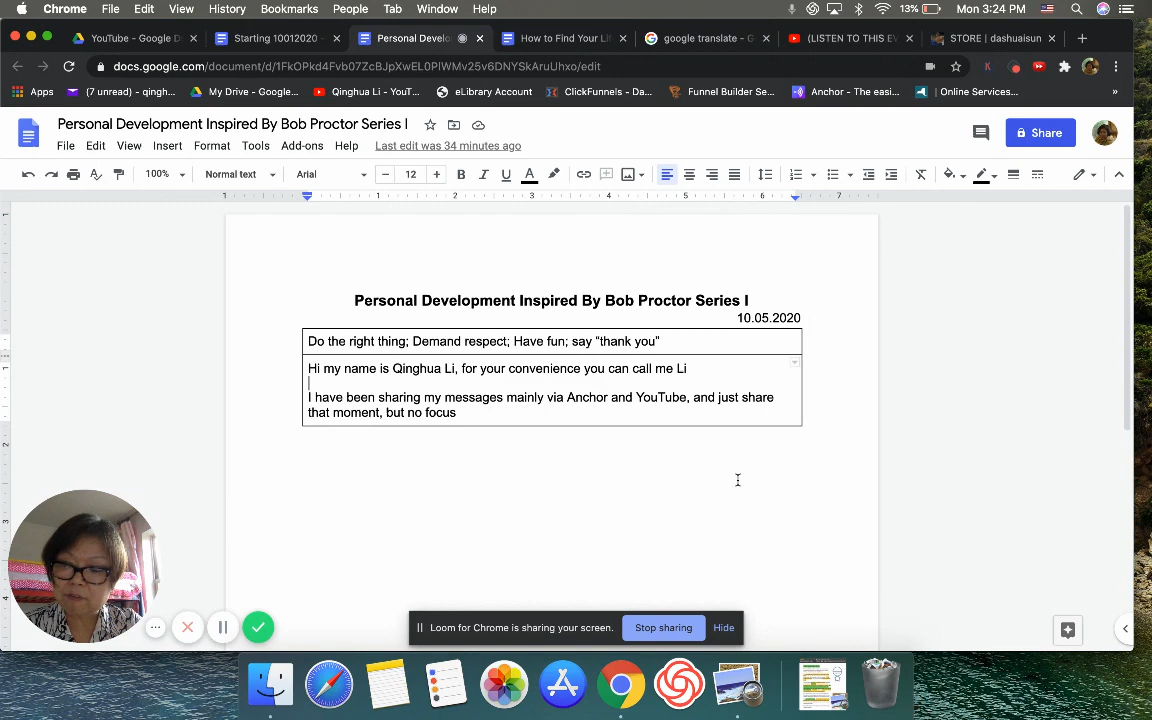 Chrome File Edit View History Bookmarks People Tab Window Help 13% Mon 3:24 PM
YouTube - Google D Starting 10012020 - Personal Develo How to Find Your Li google translate - G (LISTEN TO THIS EV STORE | dashuaisun
docs.google.com/document/d/1FkOPkd4Fvb07ZcBJpXwEL0PIWMv25v6DNYSkAruUhxo/edit
Apps (7 unread) - qingh... My Drive - Google... Qinghua Li - YouT... eLibrary Account ClickFunnels - Da... Funnel Builder Se... Anchor - The easi... | Online Services... »
Personal Development Inspired By Bob Proctor Series I
Share
File Edit View Insert Format Tools Add-ons Help Last edit was 34 minutes ago
100% Normal text Arial 12 B I U A
1 1 2 3 4 5 6 7
Personal Development Inspired By Bob Proctor Series I
10.05.2020
Do the right thing; Demand respect; Have fun; say “thank you”
Hi my name is Qinghua Li, for your convenience you can call me Li
I have been sharing my messages mainly via Anchor and YouTube, and just share
that moment, but no focus
Loom for Chrome is sharing your screen. Stop sharing Hide